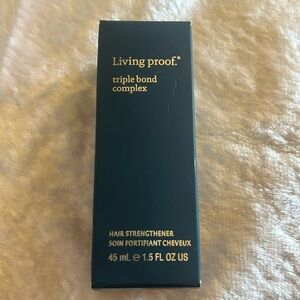 Living proof.®
triple bond
complex
HAIR STRENGTHENER
SOIN FORTIFIANT CHEVEUX
45 mL ℮ 1.5 FL OZ US